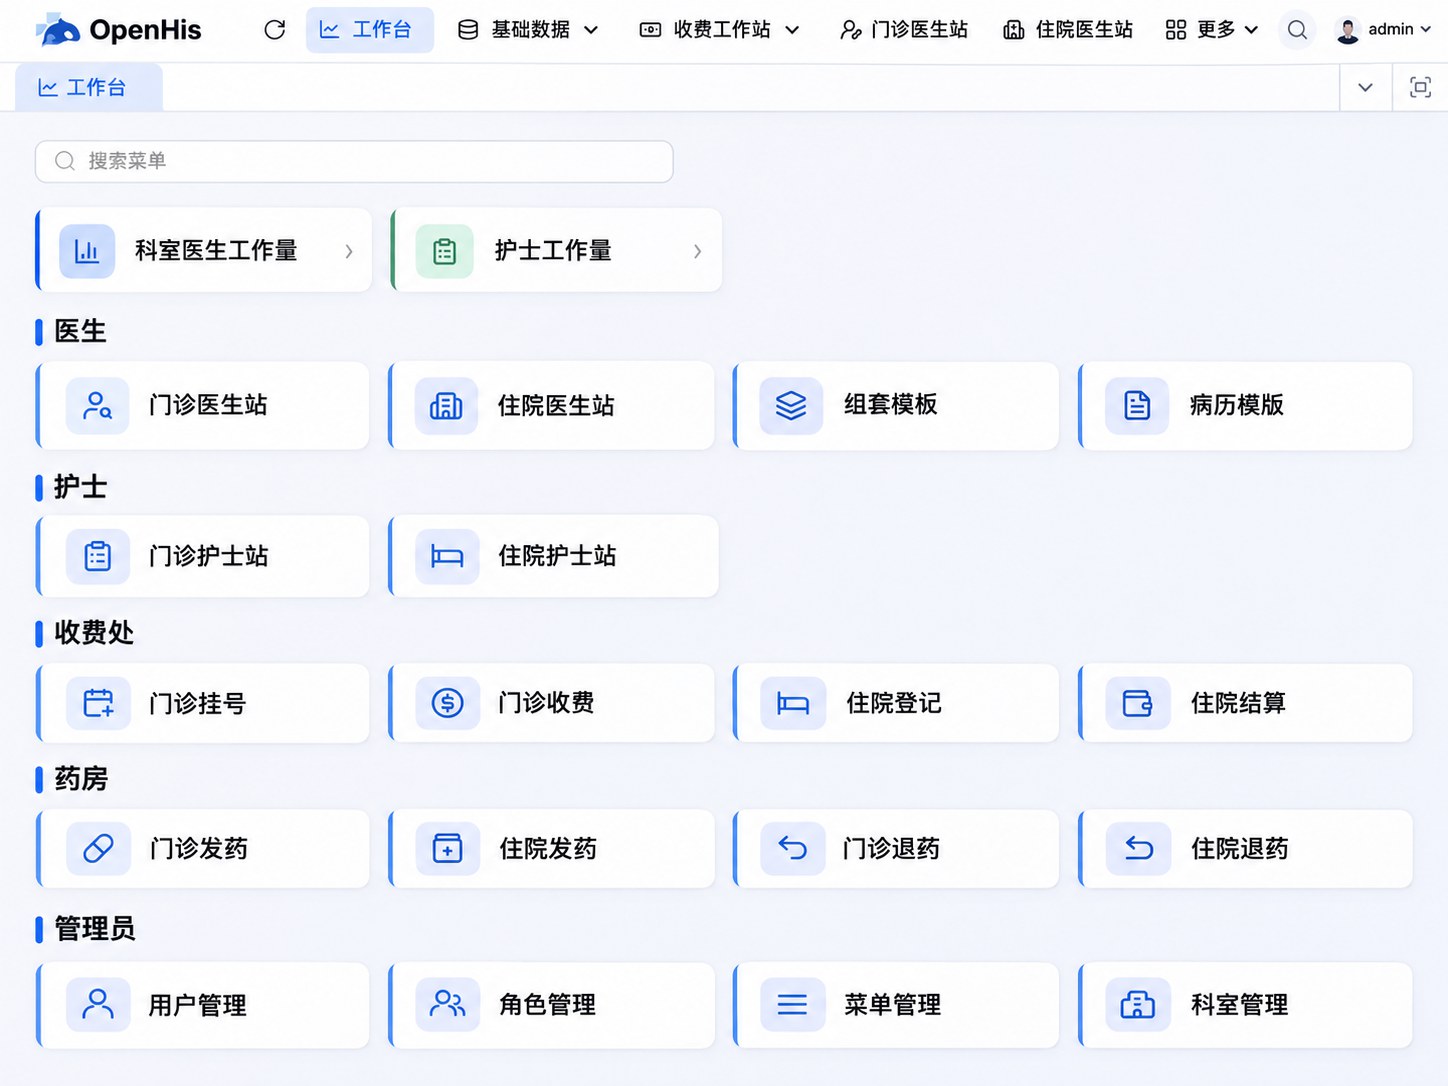 OpenHis 工作台 基础数据 收费工作站 门诊医生站 住院医生站 更多 admin
工作台
搜索菜单
科室医生工作量 护士工作量
医生
门诊医生站 住院医生站 组套模板 病历模版
护士
门诊护士站 住院护士站
收费处
门诊挂号 门诊收费 住院登记 住院结算
药房
门诊发药 住院发药 门诊退药 住院退药
管理员
用户管理 角色管理 菜单管理 科室管理